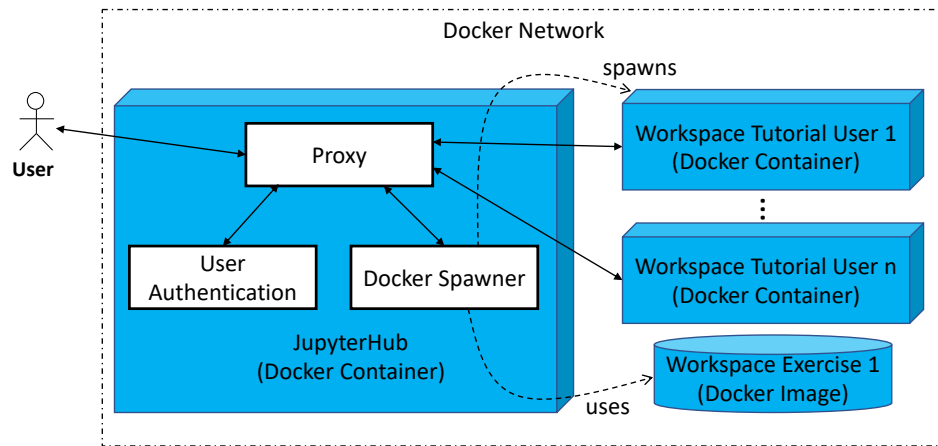 Docker Network
spawns
User
Proxy
Workspace Tutorial User 1
(Docker Container)
User
Authentication
Docker Spawner
Workspace Tutorial User n
(Docker Container)
JupyterHub
(Docker Container)
Workspace Exercise 1
(Docker Image)
uses